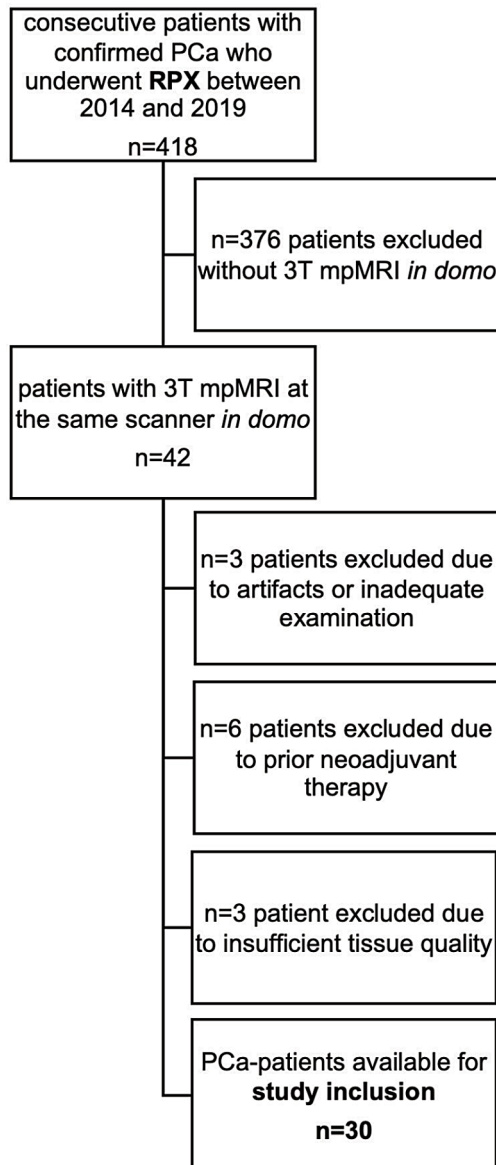 consecutive patients with
confirmed PCa who
underwent RPX between
2014 and 2019
n=418
n=376 patients excluded
without 3T mpMRI in domo
patients with 3T mpMRI at
the same scanner in domo
n=42
n=3 patients excluded due
to artifacts or inadequate
examination
n=6 patients excluded due
to prior neoadjuvant
therapy
n=3 patient excluded due
to insufficient tissue quality
PCa-patients available for
study inclusion
n=30